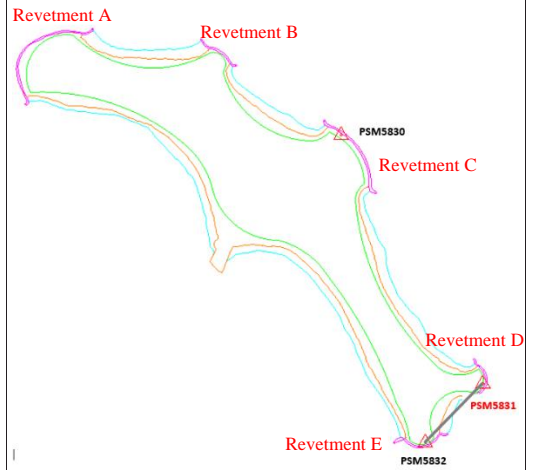 Revetment A
Revetment B
PSM5830
Revetment C
Revetment D
PSM5831
Revetment E
PSM5832